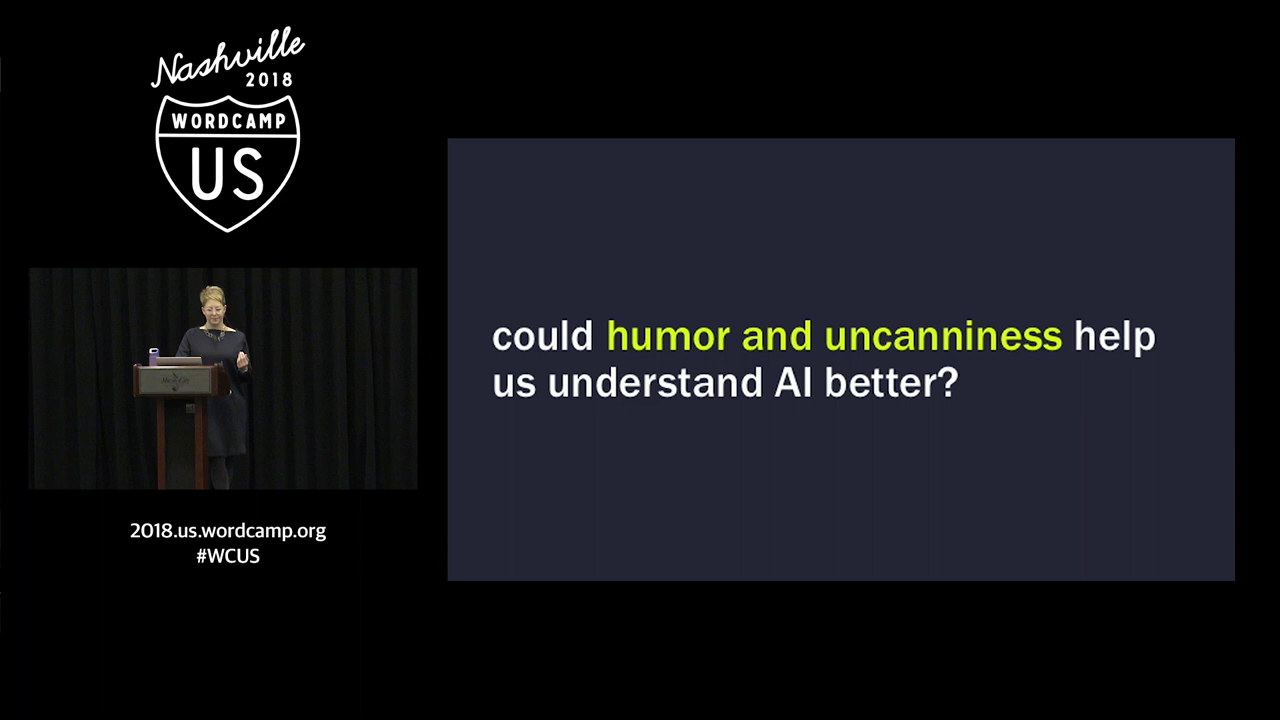 Nashville
2018
WORDCAMP
US
could humor and uncanniness help
us understand AI better?
2018.us.wordcamp.org
#WCUS